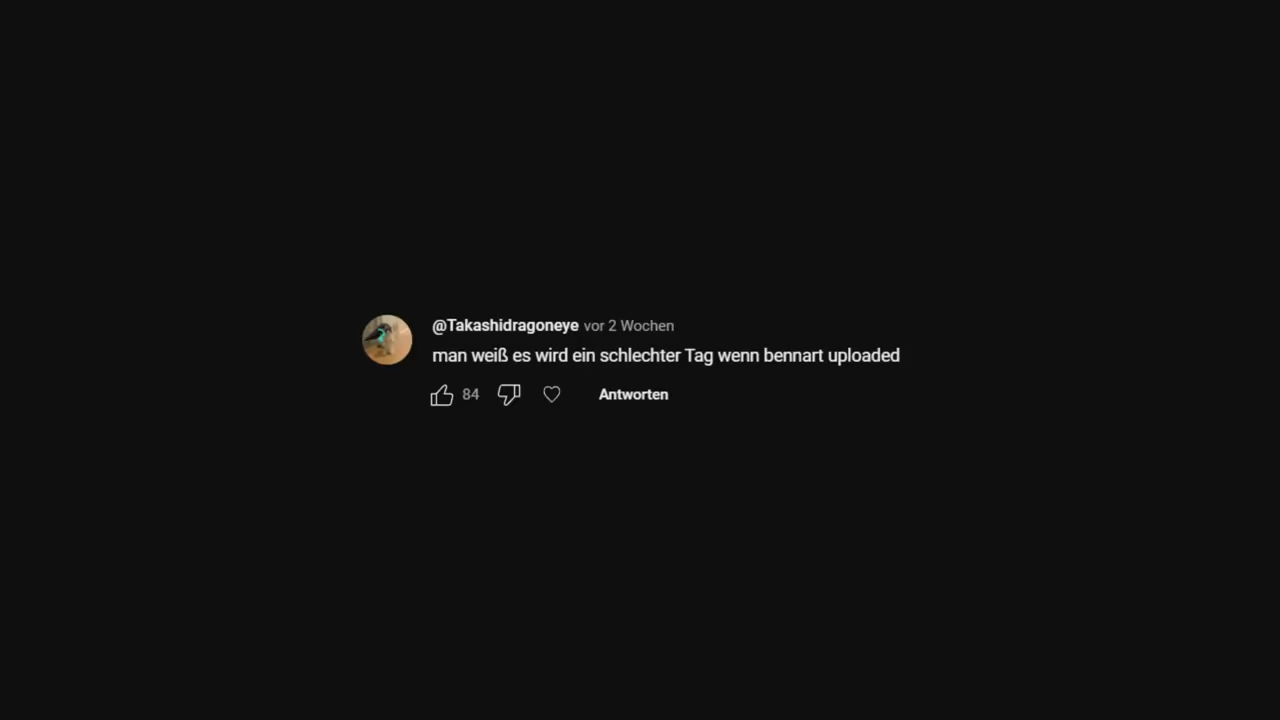 @Takashidragoneye vor 2 Wochen
man weiß es wird ein schlechter Tag wenn bennart uploaded
84 Antworten